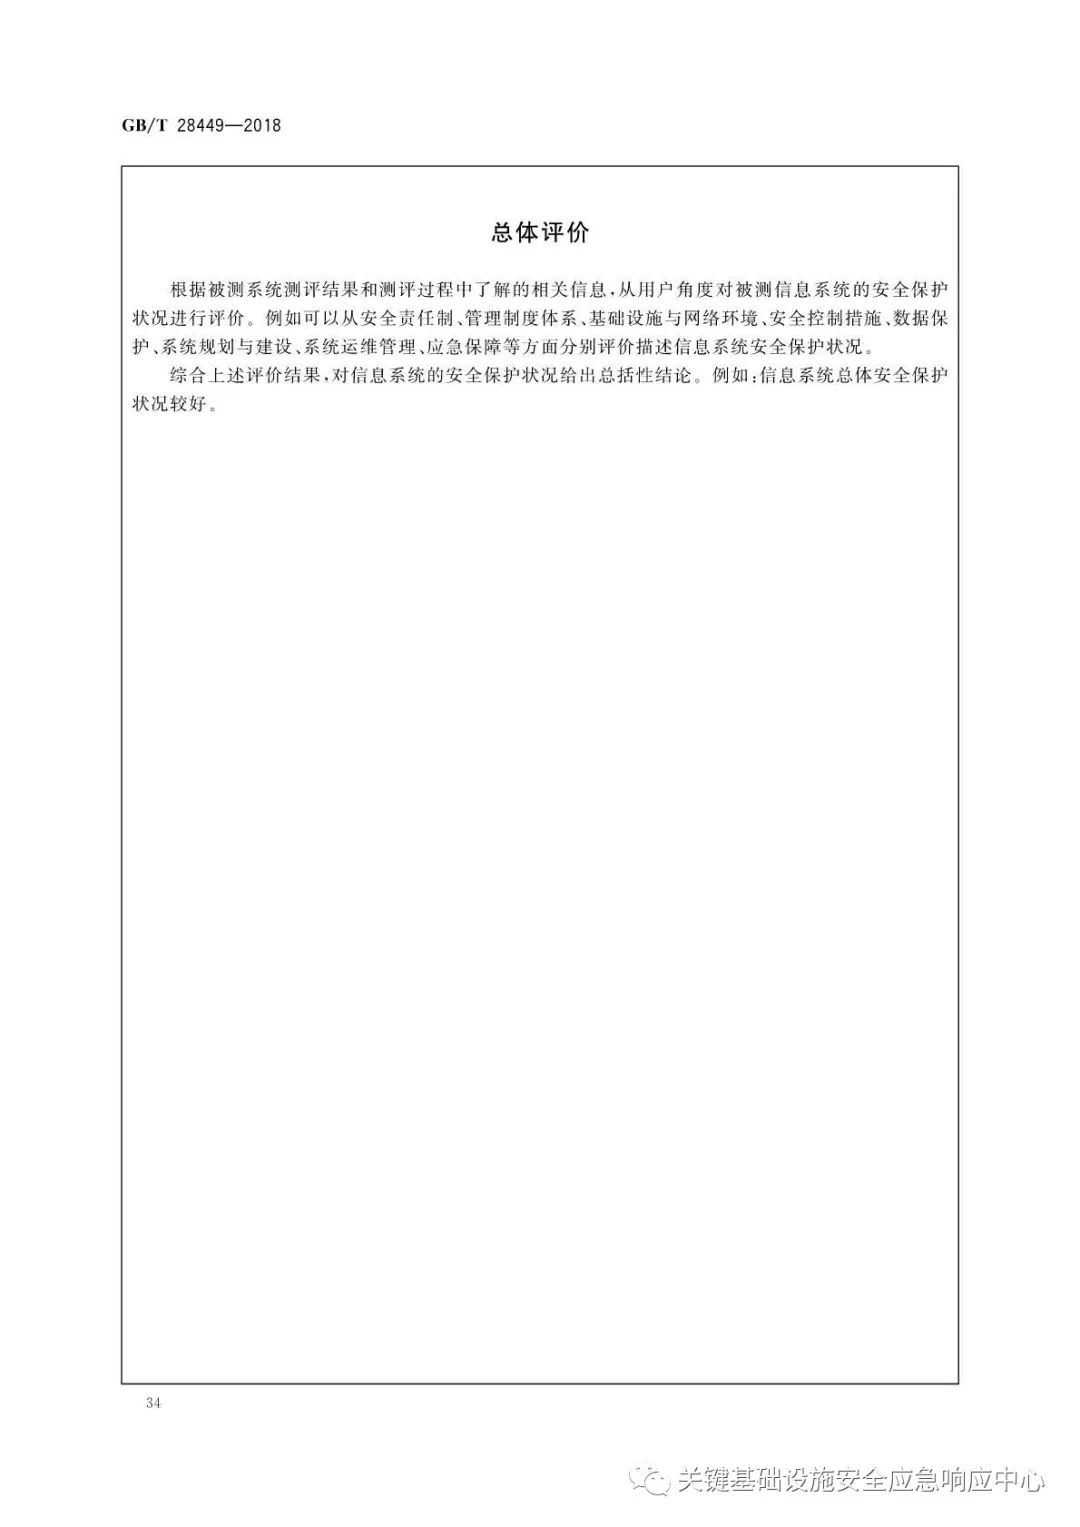 GB/T 28449—2018
总体评价
根据被测系统测评结果和测评过程中了解的相关信息,从用户角度对被测信息系统的安全保护
状况进行评价。例如可以从安全责任制、管理制度体系、基础设施与网络环境、安全控制措施、数据保
护、系统规划与建设、系统运维管理、应急保障等方面分别评价描述信息系统安全保护状况。
综合上述评价结果,对信息系统的安全保护状况给出总括性结论。例如:信息系统总体安全保护
状况较好。
34
关键基础设施安全应急响应中心